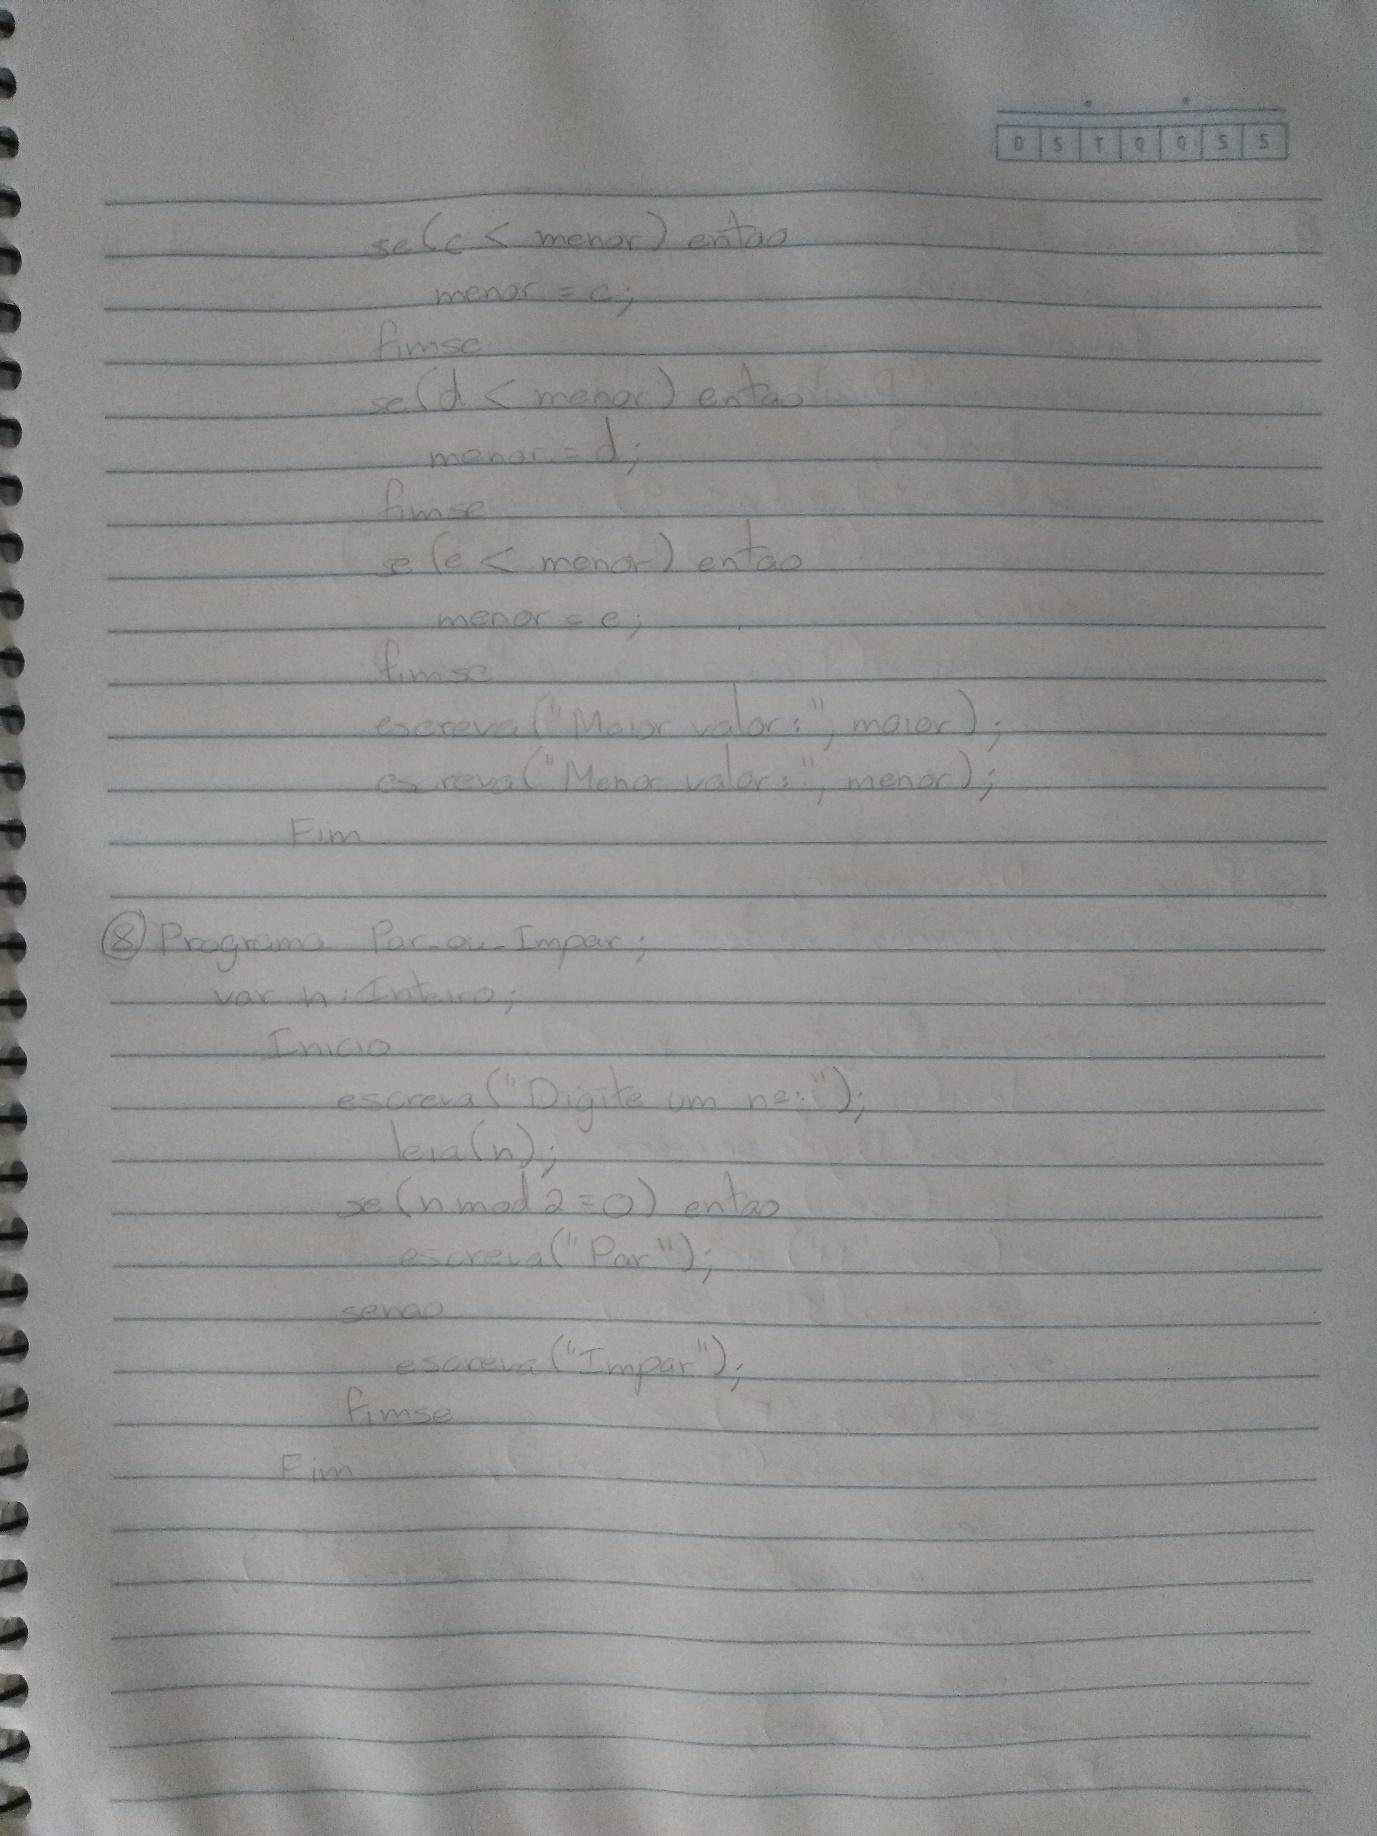 D S T Q Q S S
se(c < menor) entao
menor = c;
fimse
se(d < menor) entao
menor = d;
fimse
se(e < menor) entao
menor = e;
fimse
escreva("Maior valor:", maior);
escreva("Menor valor:", menor);
Fim
8 Programa Par_ou_Impar;
var n: Inteiro;
Inicio
escreva("Digite um nº:");
leia(n);
se(n mod 2 = 0) entao
escreva("Par");
senao
escreva("Impar");
fimse
Fim